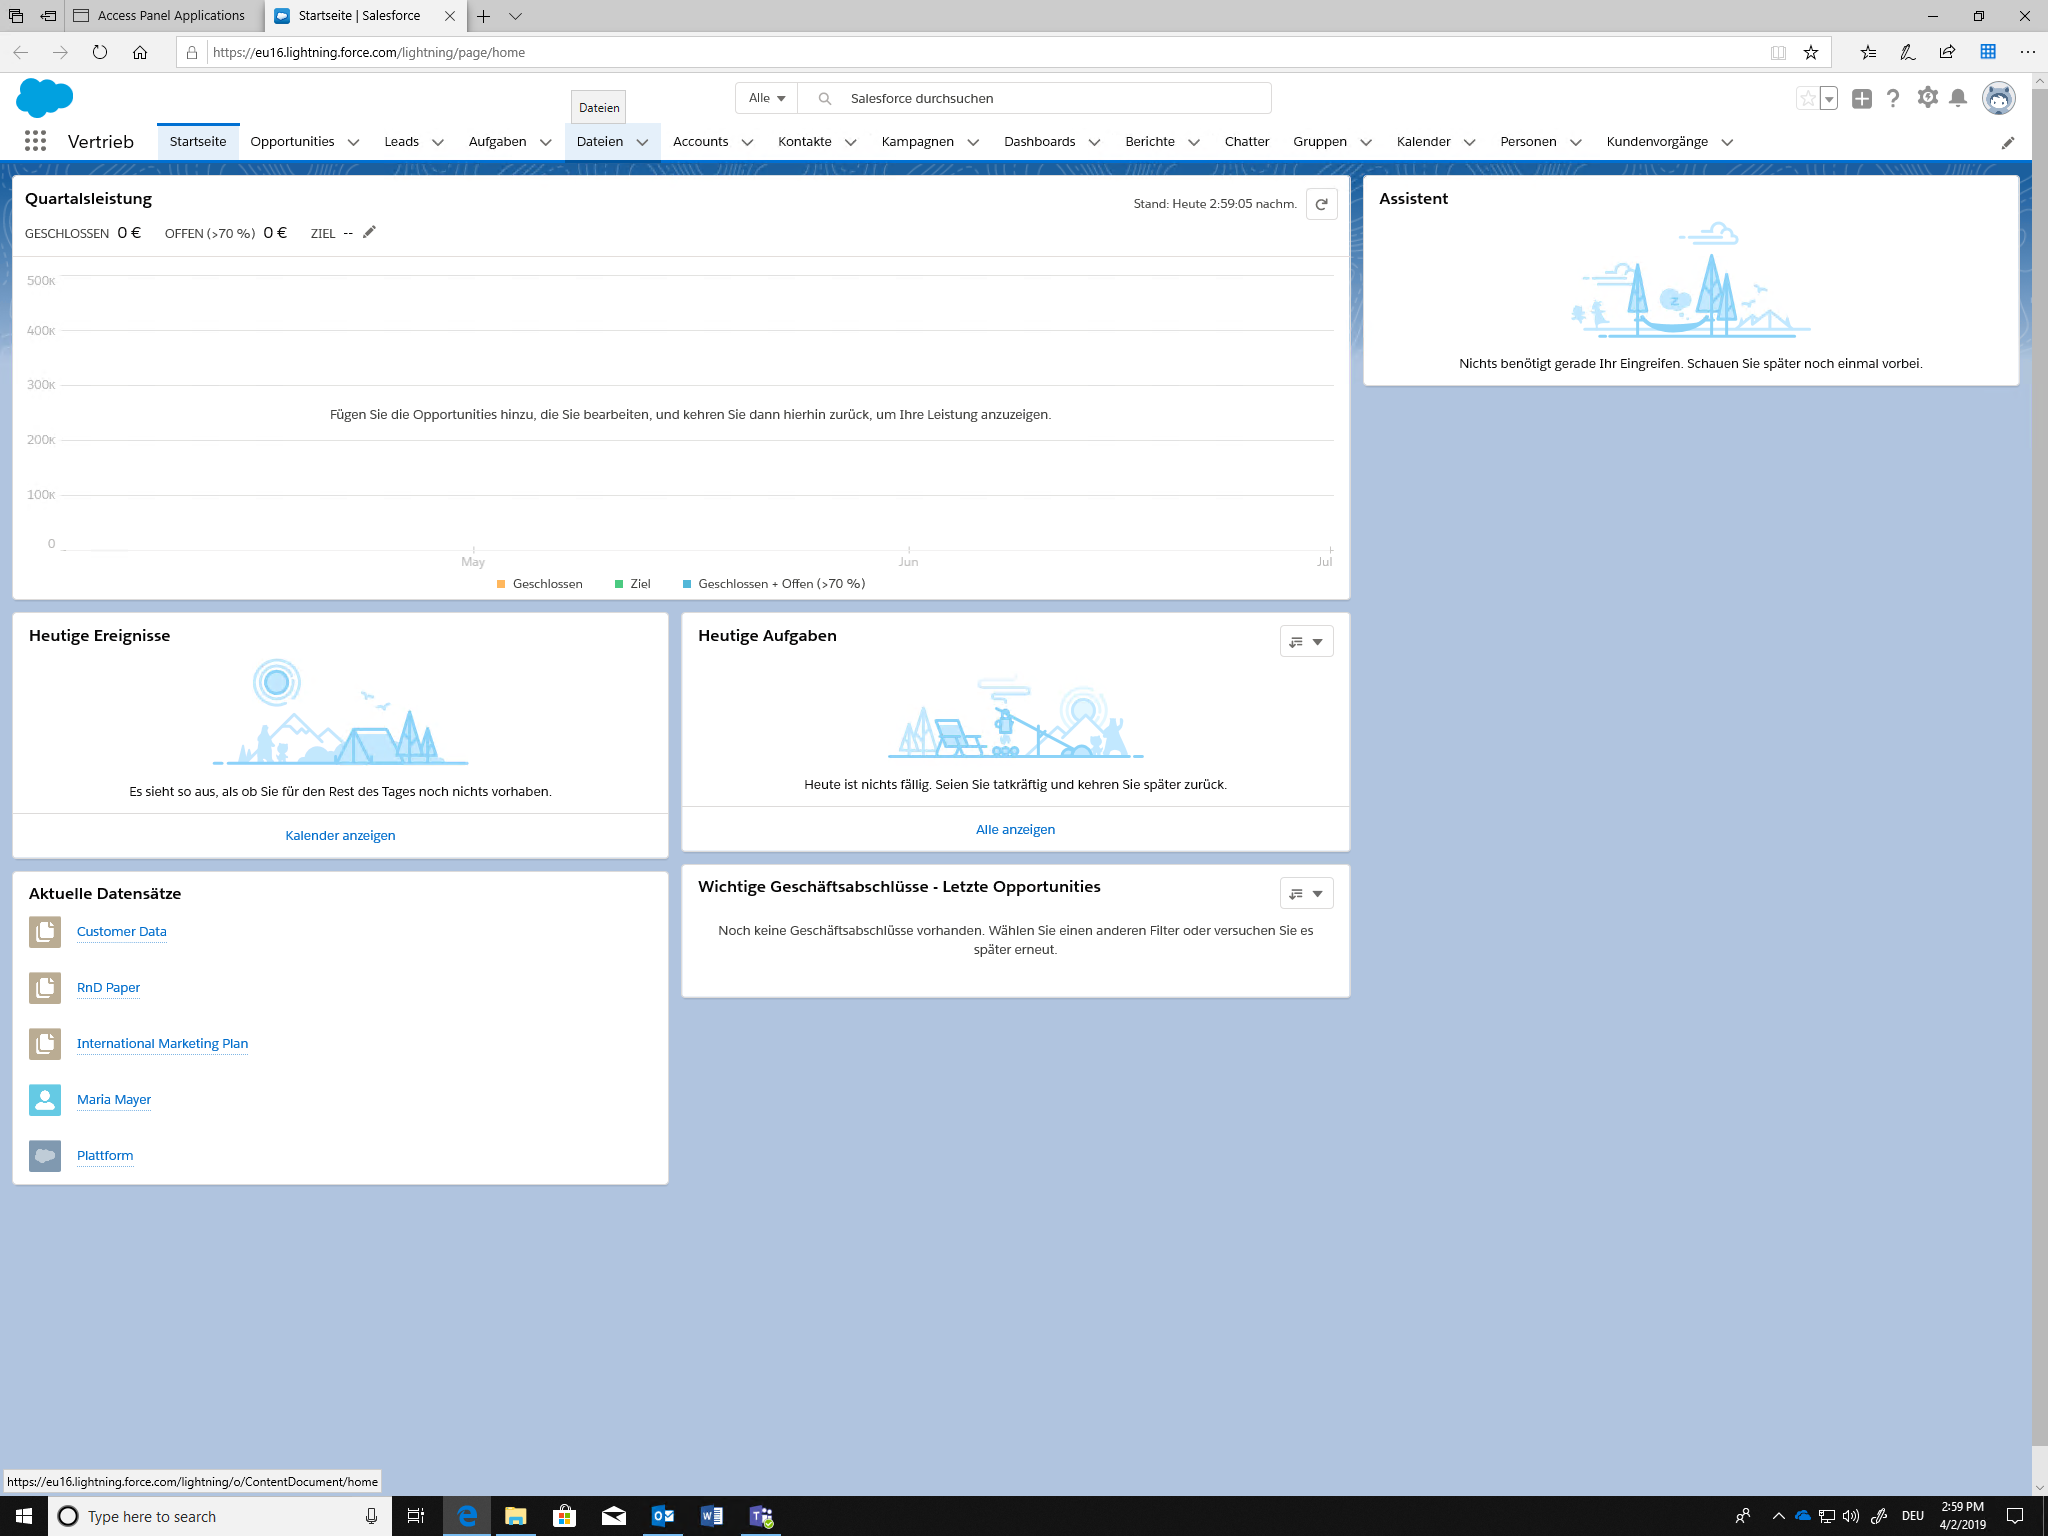 Access Panel Applications
Startseite | Salesforce
https://eu16.lightning.force.com/lightning/page/home
Alle
Salesforce durchsuchen
Dateien
Vertrieb
Startseite
Opportunities
Leads
Aufgaben
Dateien
Accounts
Kontakte
Kampagnen
Dashboards
Berichte
Chatter
Gruppen
Kalender
Personen
Kundenvorgänge
Quartalsleistung
Stand: Heute 2:59:05 nachm.
GESCHLOSSEN 0 € OFFEN (>70 %) 0 € ZIEL --
500K
400K
300K
Fügen Sie die Opportunities hinzu, die Sie bearbeiten, und kehren Sie dann hierhin zurück, um Ihre Leistung anzuzeigen.
200K
100K
0
May Jun Jul
Geschlossen Ziel Geschlossen + Offen (>70 %)
Assistent
Nichts benötigt gerade Ihr Eingreifen. Schauen Sie später noch einmal vorbei.
Heutige Ereignisse
Es sieht so aus, als ob Sie für den Rest des Tages noch nichts vorhaben.
Kalender anzeigen
Heutige Aufgaben
Heute ist nichts fällig. Seien Sie tatkräftig und kehren Sie später zurück.
Alle anzeigen
Aktuelle Datensätze
Customer Data
RnD Paper
International Marketing Plan
Maria Mayer
Plattform
Wichtige Geschäftsabschlüsse - Letzte Opportunities
Noch keine Geschäftsabschlüsse vorhanden. Wählen Sie einen anderen Filter oder versuchen Sie es
später erneut.
https://eu16.lightning.force.com/lightning/o/ContentDocument/home
Type here to search
DEU
2:59 PM
4/2/2019